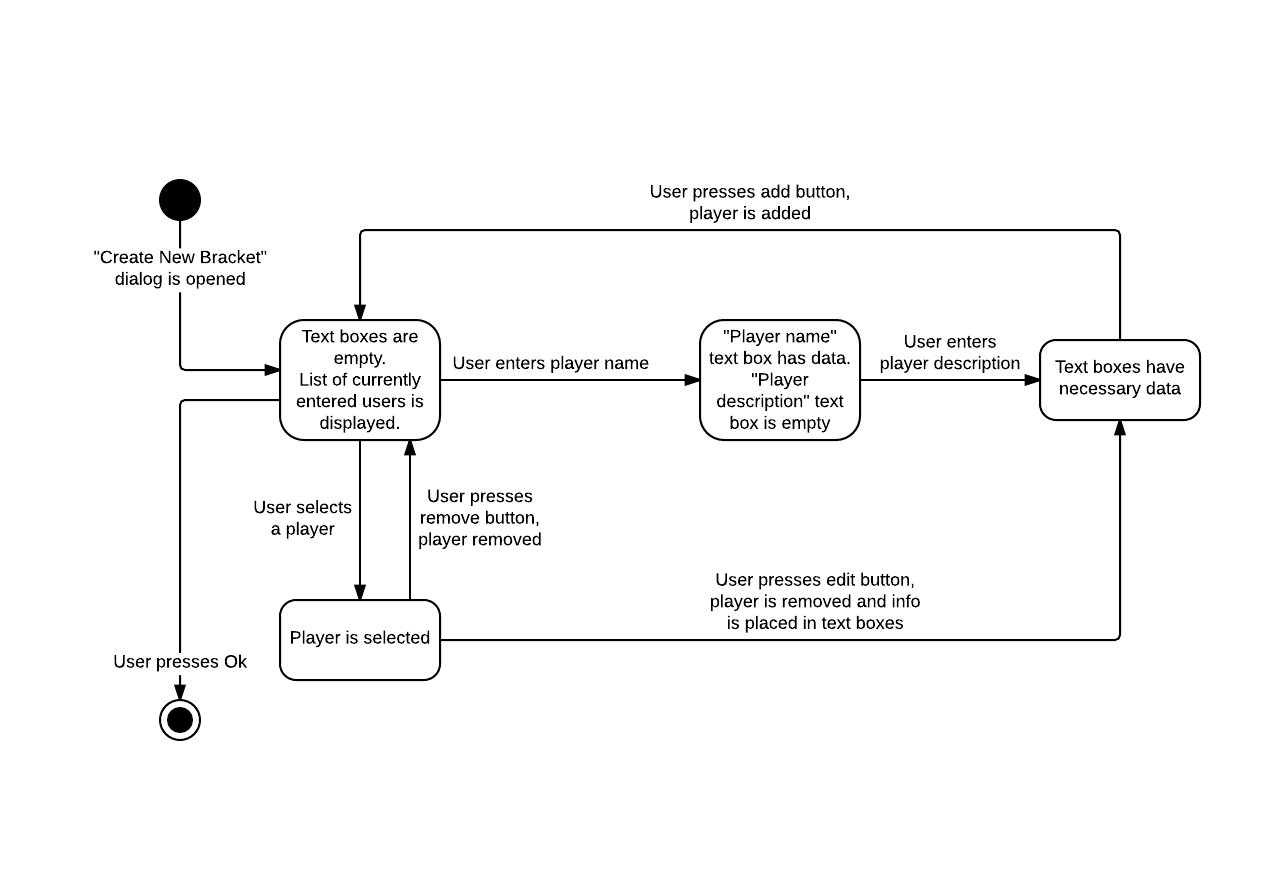 User presses add button,
player is added
"Create New Bracket"
dialog is opened
Text boxes are
empty.
List of currently
entered users is
displayed.
User enters player name
"Player name"
text box has data.
"Player
description" text
box is empty
User enters
player description
Text boxes have
necessary data
User selects
a player
User presses
remove button,
player removed
User presses edit button,
player is removed and info
is placed in text boxes
Player is selected
User presses Ok